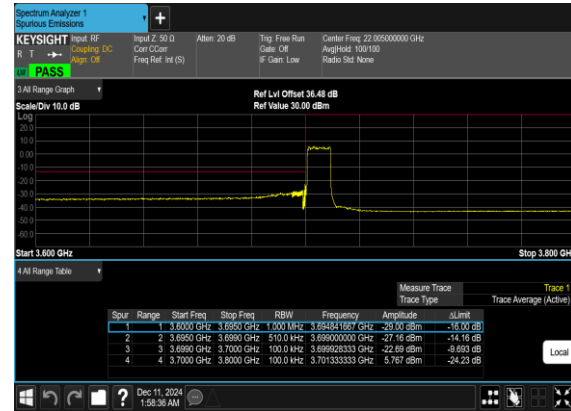 Spectrum Analyzer 1
Spurious Emissions
+
KEYSIGHT
R T
LU PASS
Input: RF
Coupling: DC
Align: Off
Input Z: 50 Ω
Corr CCorr
Freq Ref: Int (S)
Atten: 20 dB
Trig: Free Run
Gate: Off
IF Gain: Low
Center Freq: 22.005000000 GHz
Avg|Hold: 100/100
Radio Std: None
3 All Range Graph
Scale/Div 10.0 dB
Ref Lvl Offset 36.48 dB
Ref Value 30.00 dBm
Log
20.0
10.0
0.00
-10.0
-20.0
-30.0
-40.0
-50.0
-60.0
Start 3.600 GHz
Stop 3.800 GH
4 All Range Table
Measure Trace Trace 1
Trace Type Trace Average (Active)
Spur Range Start Freq Stop Freq RBW Frequency Amplitude ΔLimit
1 1 3.6000 GHz 3.6950 GHz 1.000 MHz 3.694841667 GHz -29.00 dBm -16.00 dB
2 2 3.6950 GHz 3.6990 GHz 510.0 kHz 3.699000000 GHz -27.16 dBm -14.16 dB
3 3 3.6990 GHz 3.7000 GHz 100.0 kHz 3.699928333 GHz -22.69 dBm -9.693 dB
4 4 3.7000 GHz 3.8000 GHz 100.0 kHz 3.701333333 GHz 5.767 dBm -24.23 dB
Local
?
Dec 11, 2024
1:58:36 AM